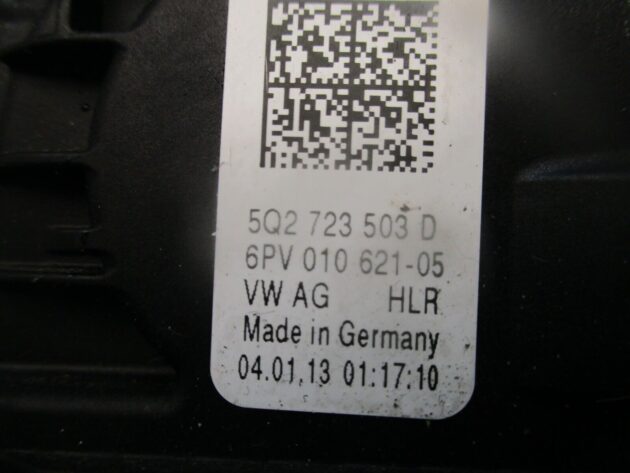 5Q2 723 503 D
6PV 010 621-05
VW AG HLR
Made in Germany
04.01.13 01:17:10